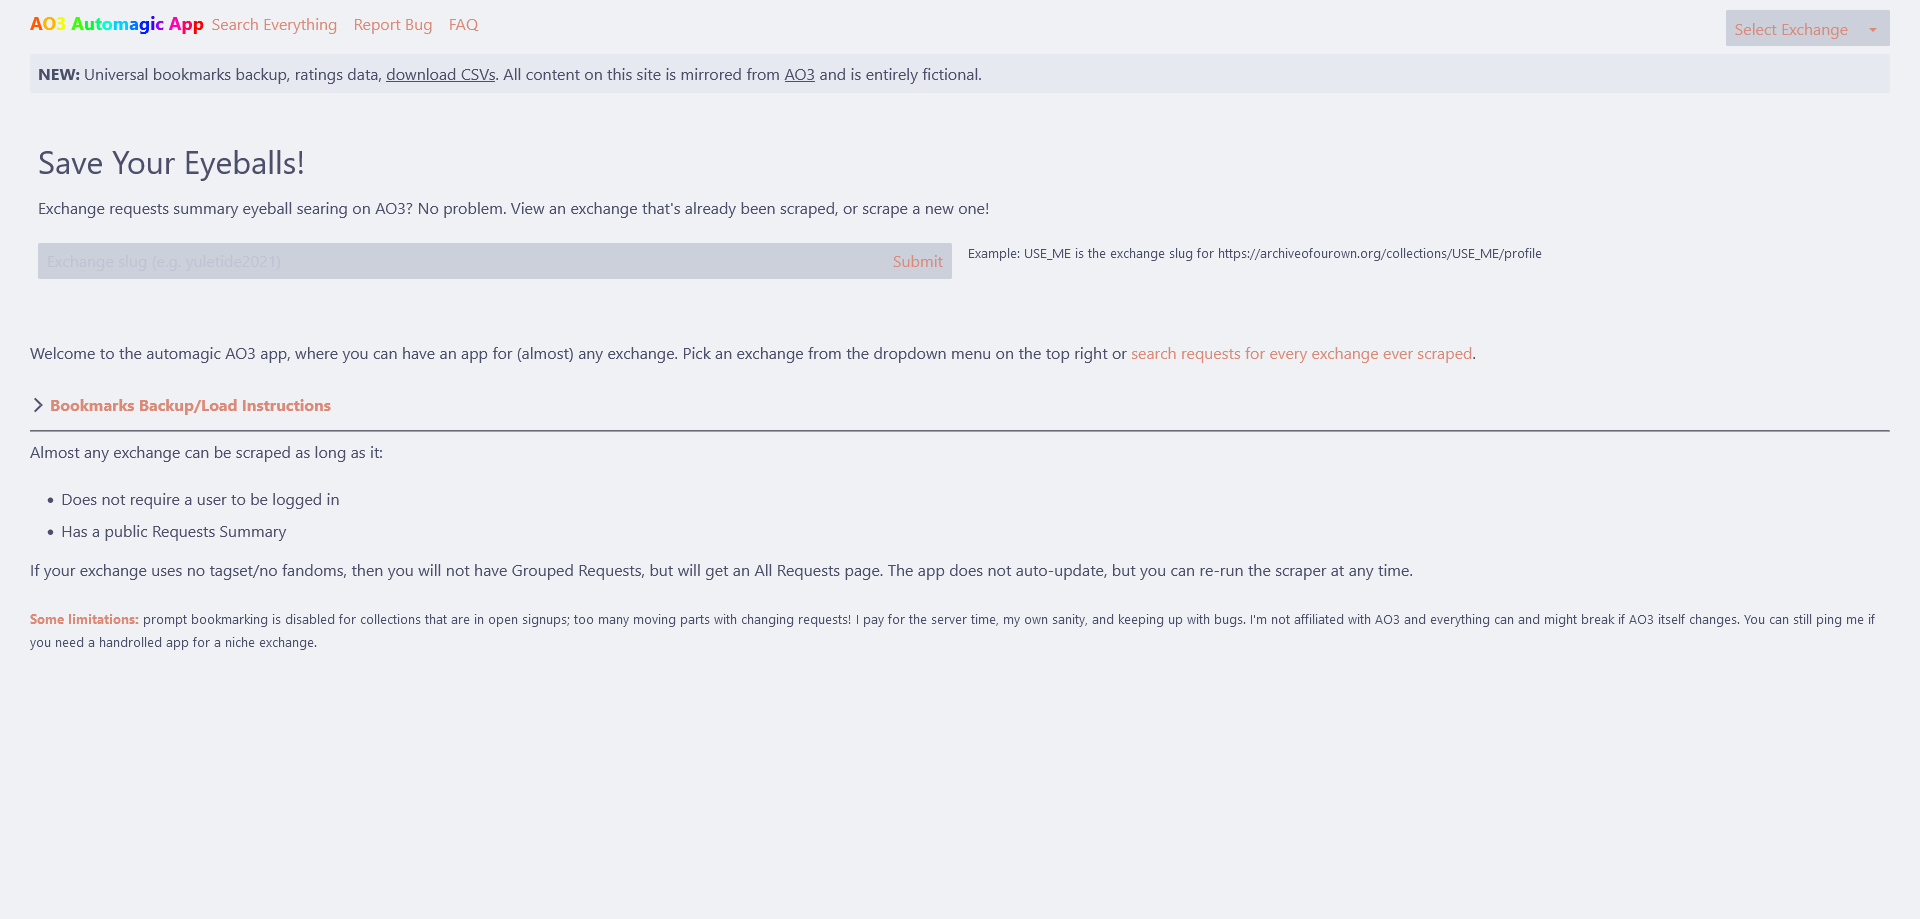 AO3 Automagic App Search Everything Report Bug FAQ Select Exchange
NEW: Universal bookmarks backup, ratings data, download CSVs. All content on this site is mirrored from AO3 and is entirely fictional.
Save Your Eyeballs!
Exchange requests summary eyeball searing on AO3? No problem. View an exchange that's already been scraped, or scrape a new one!
Exchange slug (e.g. yuletide2021) Submit
Example: USE_ME is the exchange slug for https://archiveofourown.org/collections/USE_ME/profile
Welcome to the automagic AO3 app, where you can have an app for (almost) any exchange. Pick an exchange from the dropdown menu on the top right or search requests for every exchange ever scraped.
Bookmarks Backup/Load Instructions
Almost any exchange can be scraped as long as it:
• Does not require a user to be logged in
• Has a public Requests Summary
If your exchange uses no tagset/no fandoms, then you will not have Grouped Requests, but will get an All Requests page. The app does not auto-update, but you can re-run the scraper at any time.
Some limitations: prompt bookmarking is disabled for collections that are in open signups; too many moving parts with changing requests! I pay for the server time, my own sanity, and keeping up with bugs. I'm not affiliated with AO3 and everything can and might break if AO3 itself changes. You can still ping me if
you need a handrolled app for a niche exchange.